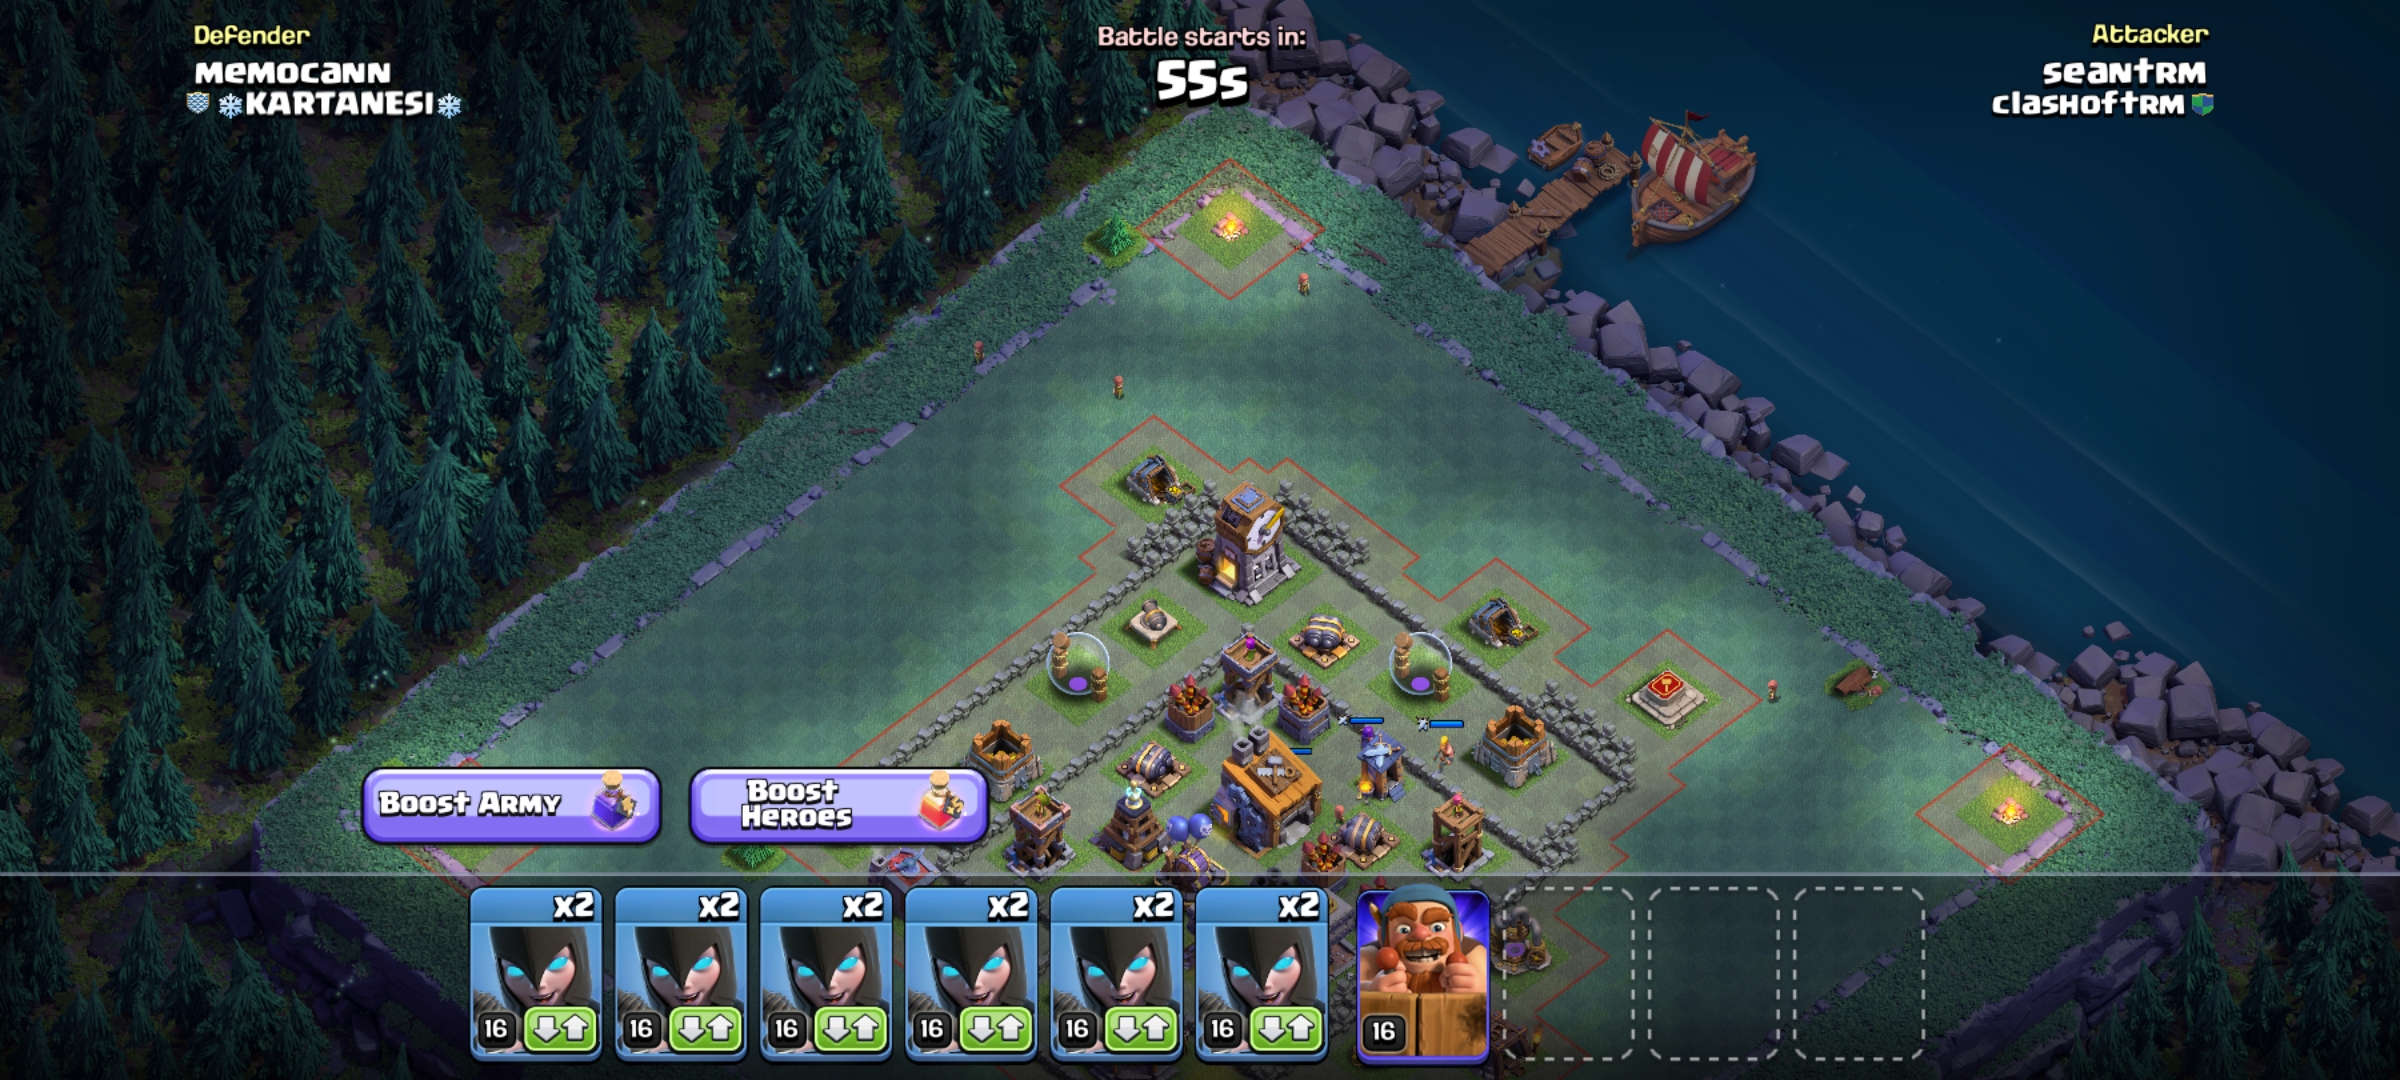 Defender
MeMOCANN
❄KARTANESI❄
Battle starts in:
55s
Attacker
seantRM
clashoftRM
Boost Army
Boost
Heroes
x2
x2
x2
x2
x2
x2
16
16
16
16
16
16
16